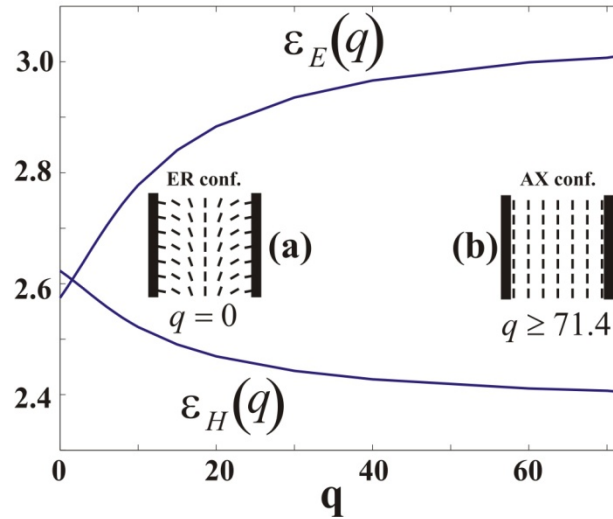 ε_E(q)
3.0
2.8
2.6
2.4
ER conf.
(a)
q = 0
AX conf.
(b)
q ≥ 71.4
ε_H(q)
0
20
40
60
q